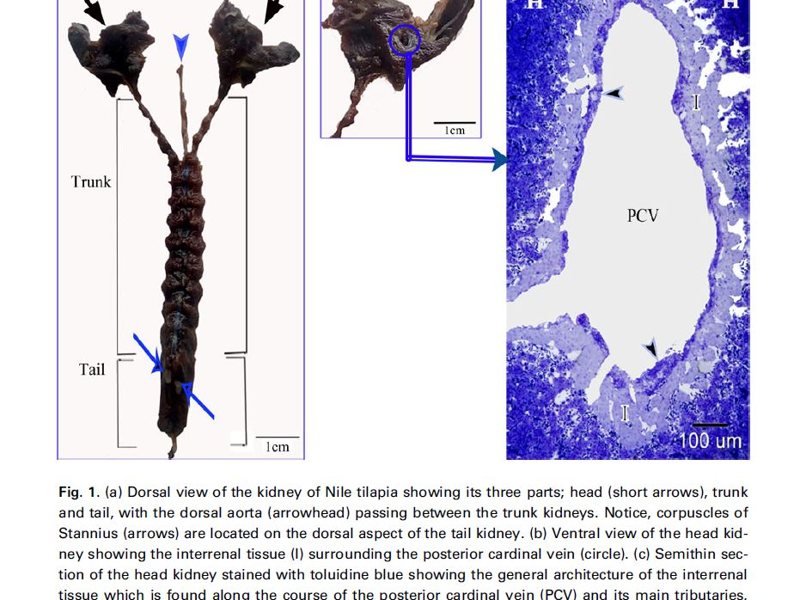 H H
I
1cm
Trunk
PCV
Tail
I
1cm
100 um
Fig. 1. (a) Dorsal view of the kidney of Nile tilapia showing its three parts; head (short arrows), trunk
and tail, with the dorsal aorta (arrowhead) passing between the trunk kidneys. Notice, corpuscles of
Stannius (arrows) are located on the dorsal aspect of the tail kidney. (b) Ventral view of the head kid-
ney showing the interrenal tissue (I) surrounding the posterior cardinal vein (circle). (c) Semithin sec-
tion of the head kidney stained with toluidine blue showing the general architecture of the interrenal
tissue which is found along the course of the posterior cardinal vein (PCV) and its main tributaries,